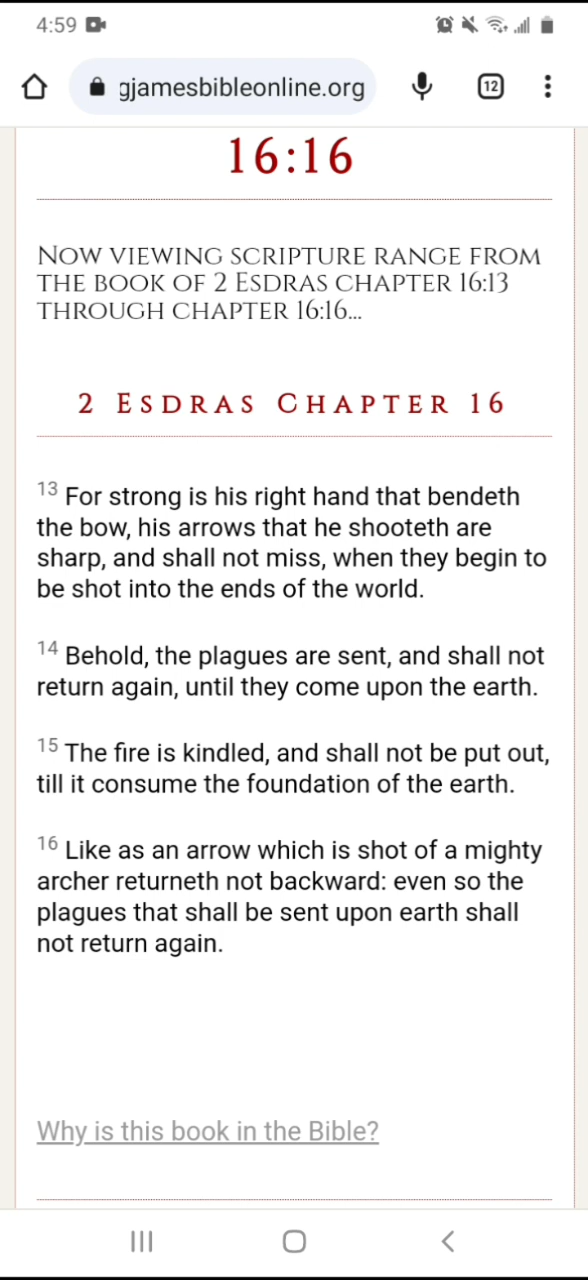 4:59
gjamesbibleonline.org
12
16:16
Now viewing scripture range from
the book of 2 Esdras chapter 16:13
through chapter 16:16...
2 Esdras Chapter 16
13 For strong is his right hand that bendeth
the bow, his arrows that he shooteth are
sharp, and shall not miss, when they begin to
be shot into the ends of the world.
14 Behold, the plagues are sent, and shall not
return again, until they come upon the earth.
15 The fire is kindled, and shall not be put out,
till it consume the foundation of the earth.
16 Like as an arrow which is shot of a mighty
archer returneth not backward: even so the
plagues that shall be sent upon earth shall
not return again.
Why is this book in the Bible?